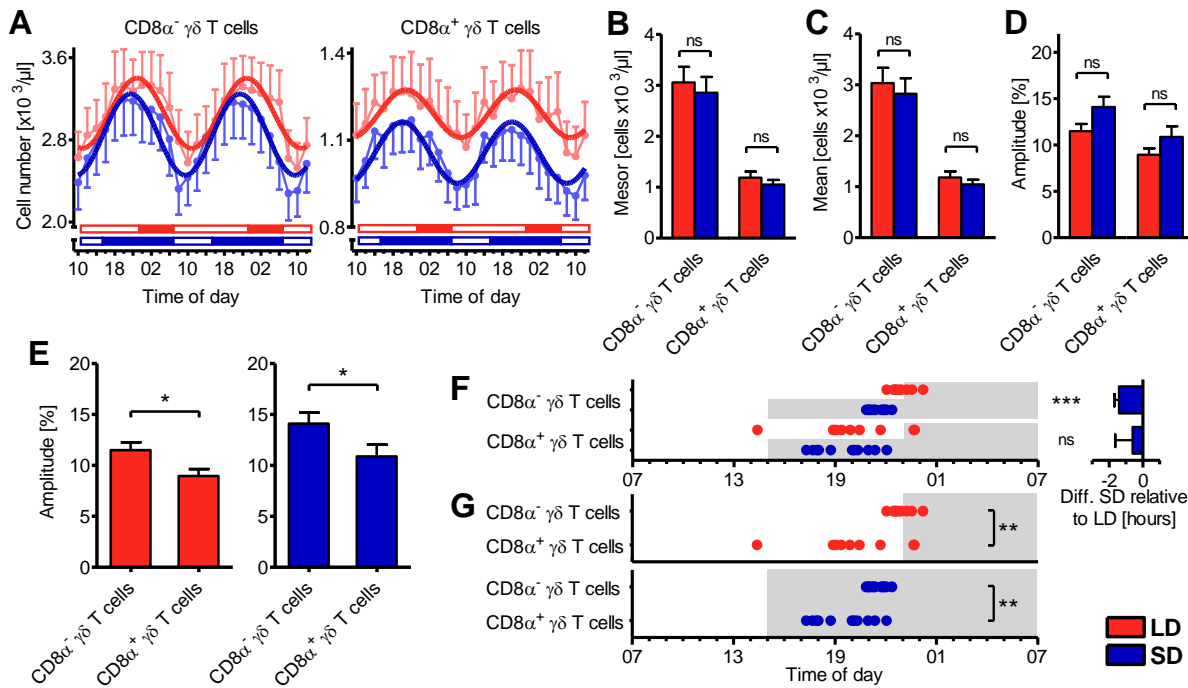 A
CD8α⁻ γδ T cells
CD8α⁺ γδ T cells
Cell number [x10³/µl]
3.6
2.8
2.0
1.4
1.1
0.8
10 18 02 10 18 02 10
10 18 02 10 18 02 10
Time of day
Time of day
B
Mesor [cells x10³/µl]
4
3
2
1
0
ns
ns
CD8α⁻ γδ T cells
CD8α⁺ γδ T cells
C
Mean [cells x10³/µl]
4
3
2
1
0
ns
ns
CD8α⁻ γδ T cells
CD8α⁺ γδ T cells
D
Amplitude [%]
20
15
10
5
0
ns
ns
CD8α⁻ γδ T cells
CD8α⁺ γδ T cells
E
Amplitude [%]
20
15
10
5
0
*
CD8α⁻ γδ T cells
CD8α⁺ γδ T cells
20
15
10
5
0
*
CD8α⁻ γδ T cells
CD8α⁺ γδ T cells
F
CD8α⁻ γδ T cells
CD8α⁺ γδ T cells
07 13 19 01 07
***
ns
-2 0
Diff. SD relative
to LD [hours]
G
CD8α⁻ γδ T cells
CD8α⁺ γδ T cells
**
CD8α⁻ γδ T cells
CD8α⁺ γδ T cells
**
07 13 19 01 07
Time of day
LD
SD